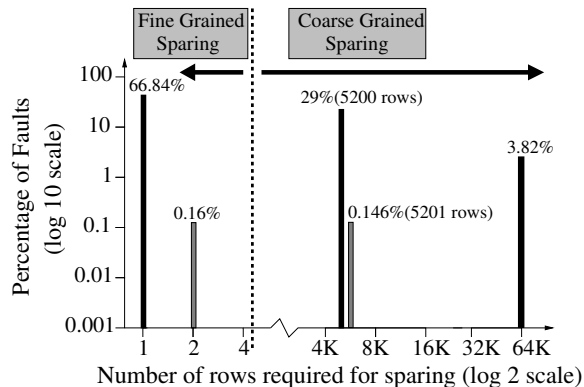 Fine Grained
Sparing
Coarse Grained
Sparing
100
10
1
0.1
0.01
0.001
Percentage of Faults
(log 10 scale)
66.84%
0.16%
29%(5200 rows)
0.146%(5201 rows)
3.82%
1
2
4
4K
8K
16K
32K
64K
Number of rows required for sparing (log 2 scale)